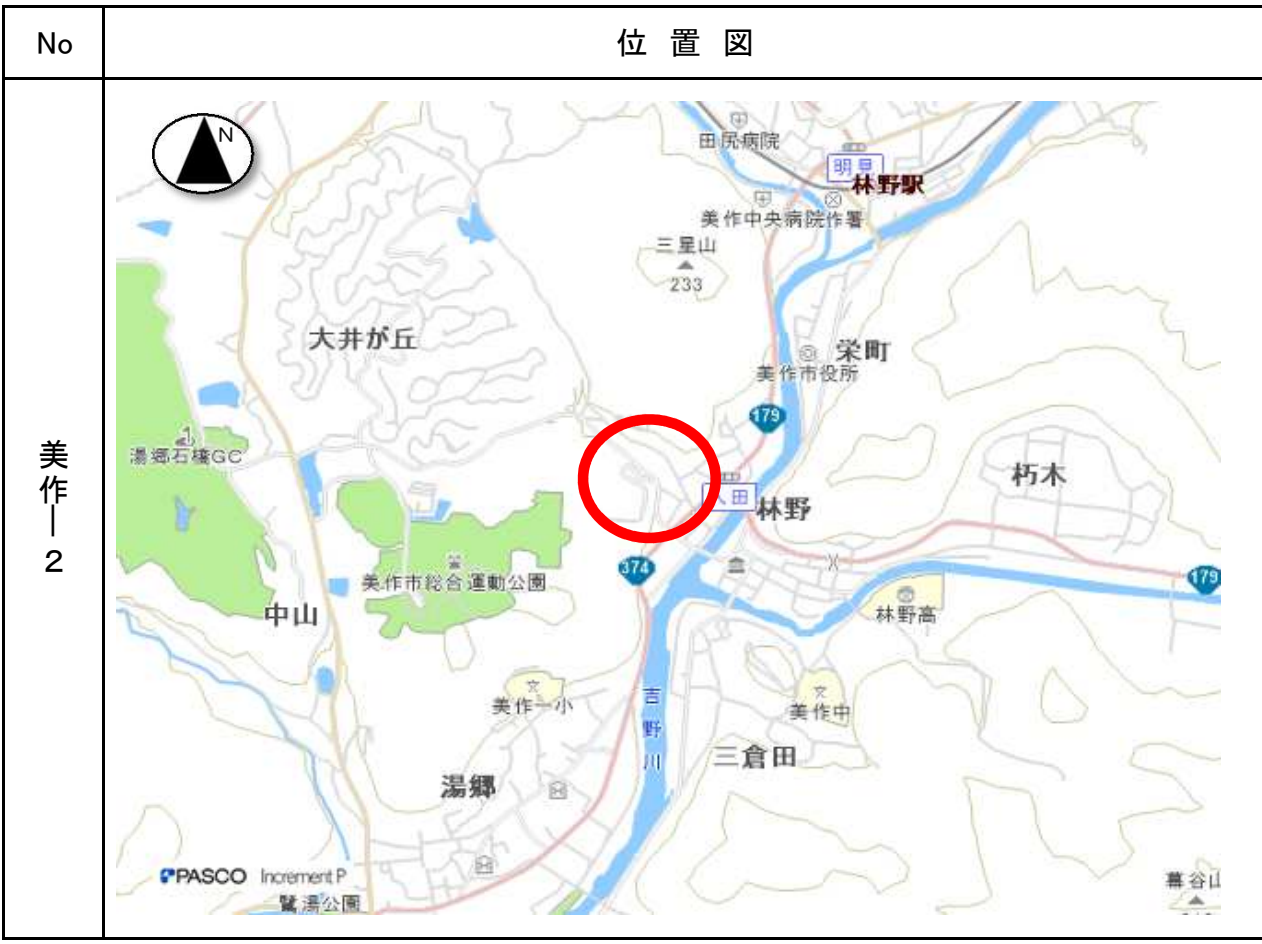 No
位置図
美作―2
N
田尻病院
明見
林野駅
美作中央病院
作署
三星山
233
大井が丘
栄町
美作市役所
179
湯郷石橋GC
朽木
林野
374
美作市総合運動公園
179
中山
林野高
美作一小
吉野川
美作中
三倉田
湯郷
PASCO Increment P
鷺湯公園